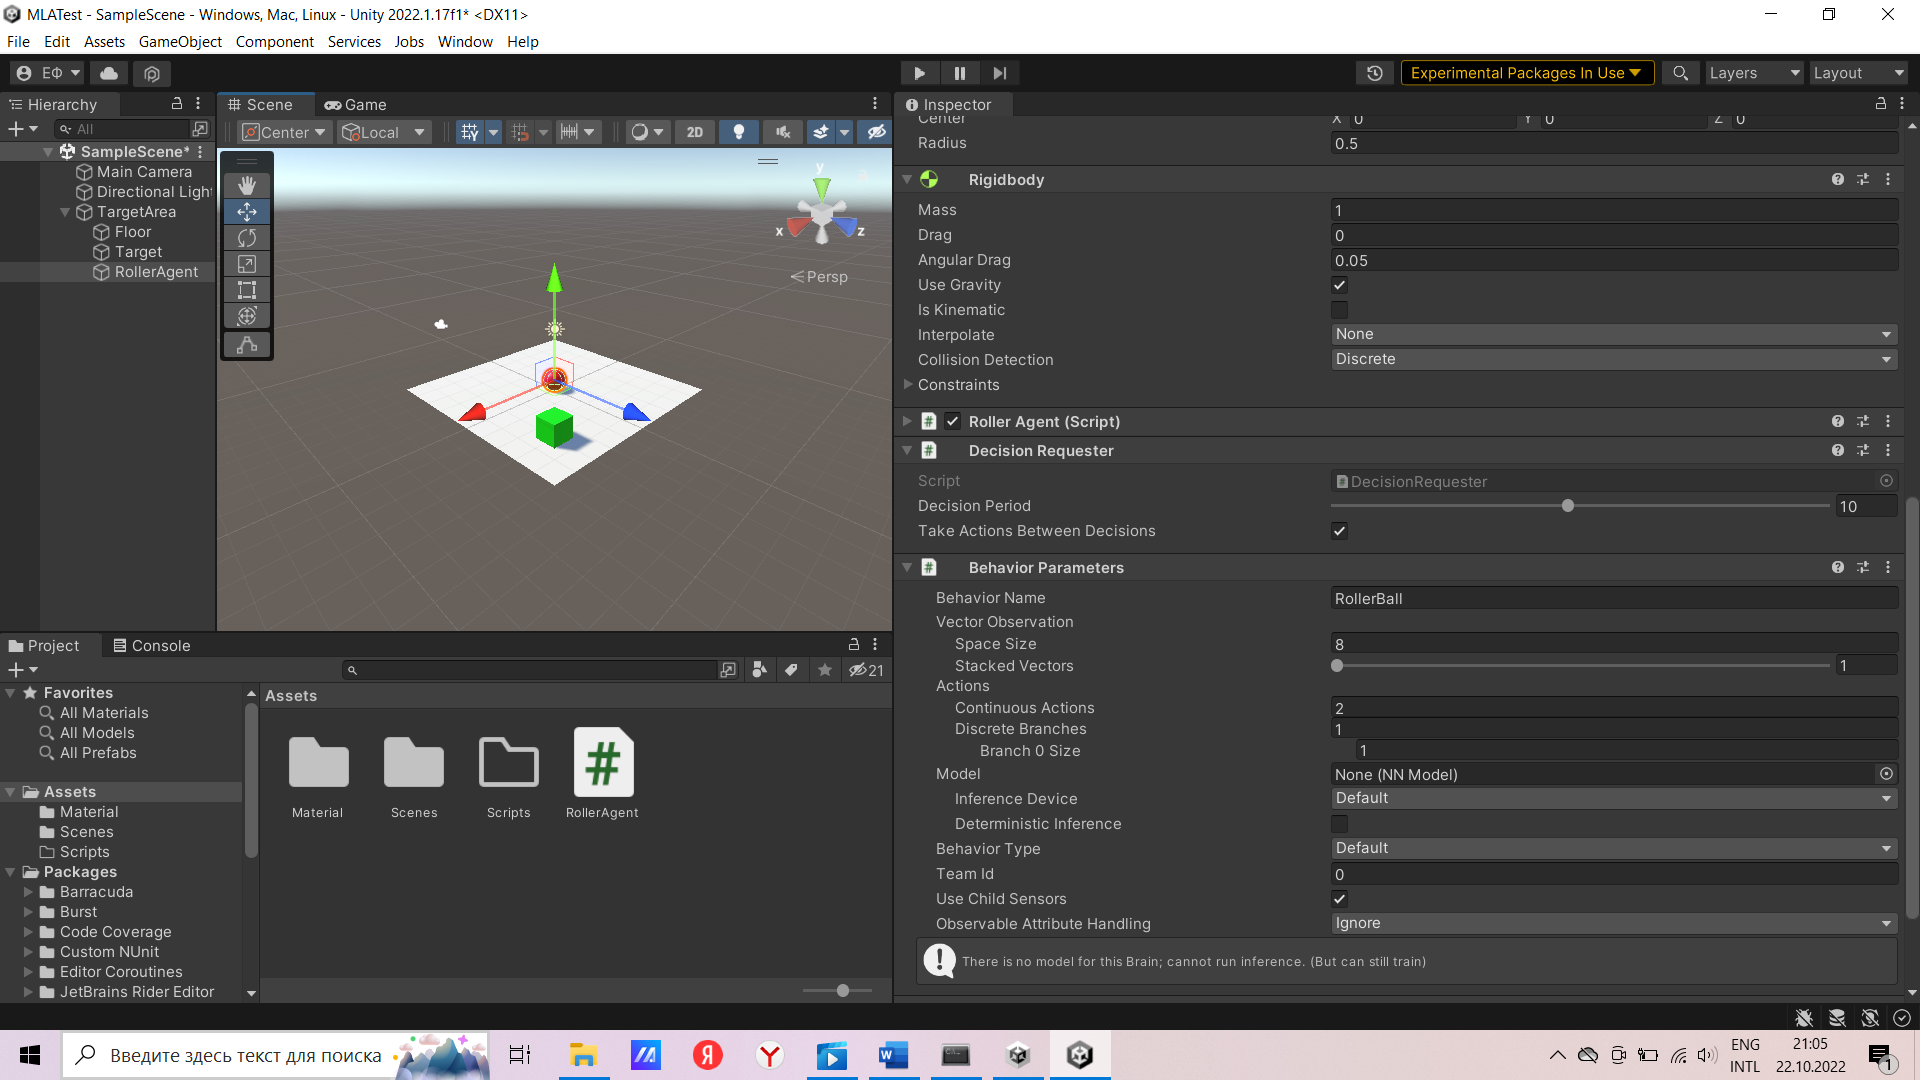 MLATest - SampleScene - Windows, Mac, Linux - Unity 2022.1.17f1* <DX11>
File Edit Assets GameObject Component Services Jobs Window Help
ЕФ
Experimental Packages In Use
Layers
Layout
Hierarchy
All
SampleScene*
Main Camera
Directional Light
TargetArea
Floor
Target
RollerAgent
Scene
Game
Center
Local
2D
y
x
z
Persp
Inspector
Center X 0 Y 0 Z 0
Radius 0.5
Rigidbody
Mass 1
Drag 0
Angular Drag 0.05
Use Gravity
Is Kinematic
Interpolate None
Collision Detection Discrete
Constraints
Roller Agent (Script)
Decision Requester
Script DecisionRequester
Decision Period 10
Take Actions Between Decisions
Behavior Parameters
Behavior Name RollerBall
Vector Observation
Space Size 8
Stacked Vectors 1
Actions
Continuous Actions 2
Discrete Branches 1
Branch 0 Size 1
Model None (NN Model)
Inference Device Default
Deterministic Inference
Behavior Type Default
Team Id 0
Use Child Sensors
Observable Attribute Handling Ignore
There is no model for this Brain; cannot run inference. (But can still train)
Project
Console
21
Favorites
All Materials
All Models
All Prefabs
Assets
Material
Scenes
Scripts
Packages
Barracuda
Burst
Code Coverage
Custom NUnit
Editor Coroutines
JetBrains Rider Editor
Assets
Material
Scenes
Scripts
RollerAgent
Введите здесь текст для поиска
ENG
INTL
21:05
22.10.2022
1